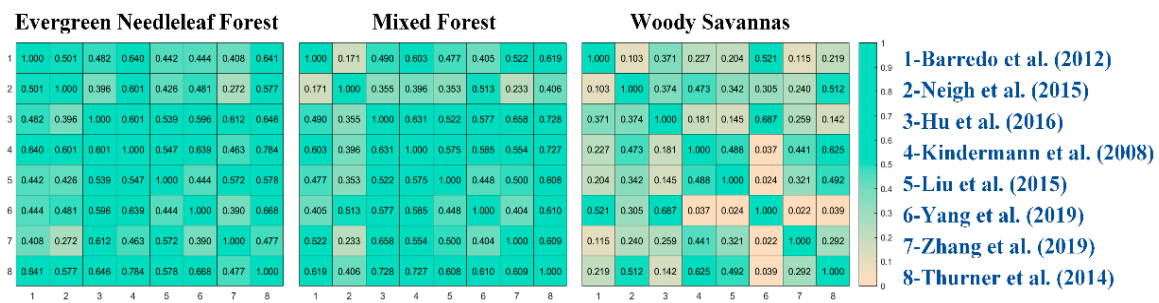 Evergreen Needleleaf Forest
Mixed Forest
Woody Savannas
1 1.000 0.501 0.482 0.640 0.442 0.444 0.408 0.641
2 0.501 1.000 0.396 0.601 0.426 0.481 0.272 0.577
3 0.482 0.396 1.000 0.601 0.539 0.596 0.612 0.646
4 0.640 0.601 0.601 1.000 0.547 0.639 0.463 0.784
5 0.442 0.426 0.539 0.547 1.000 0.444 0.572 0.578
6 0.444 0.481 0.596 0.639 0.444 1.000 0.390 0.668
7 0.408 0.272 0.612 0.463 0.572 0.390 1.000 0.477
8 0.641 0.577 0.646 0.784 0.578 0.668 0.477 1.000
1 2 3 4 5 6 7 8
1 1.000 0.171 0.490 0.603 0.477 0.405 0.522 0.619
2 0.171 1.000 0.355 0.396 0.353 0.513 0.233 0.406
3 0.490 0.355 1.000 0.631 0.522 0.577 0.658 0.728
4 0.603 0.396 0.631 1.000 0.575 0.585 0.554 0.727
5 0.477 0.353 0.522 0.575 1.000 0.448 0.500 0.608
6 0.405 0.513 0.577 0.585 0.448 1.000 0.404 0.610
7 0.522 0.233 0.658 0.554 0.500 0.404 1.000 0.609
8 0.619 0.406 0.728 0.727 0.608 0.610 0.609 1.000
1 2 3 4 5 6 7 8
1 1.000 0.103 0.371 0.227 0.204 0.521 0.115 0.219
2 0.103 1.000 0.374 0.473 0.342 0.305 0.240 0.512
3 0.371 0.374 1.000 0.181 0.145 0.687 0.259 0.142
4 0.227 0.473 0.181 1.000 0.488 0.037 0.441 0.625
5 0.204 0.342 0.145 0.488 1.000 0.024 0.321 0.492
6 0.521 0.305 0.687 0.037 0.024 1.000 0.022 0.039
7 0.115 0.240 0.259 0.441 0.321 0.022 1.000 0.292
8 0.219 0.512 0.142 0.625 0.492 0.039 0.292 1.000
1 2 3 4 5 6 7 8
1
0.9
0.8
0.7
0.6
0.5
0.4
0.3
0.2
0.1
0
1-Barredo et al. (2012)
2-Neigh et al. (2015)
3-Hu et al. (2016)
4-Kindermann et al. (2008)
5-Liu et al. (2015)
6-Yang et al. (2019)
7-Zhang et al. (2019)
8-Thurner et al. (2014)